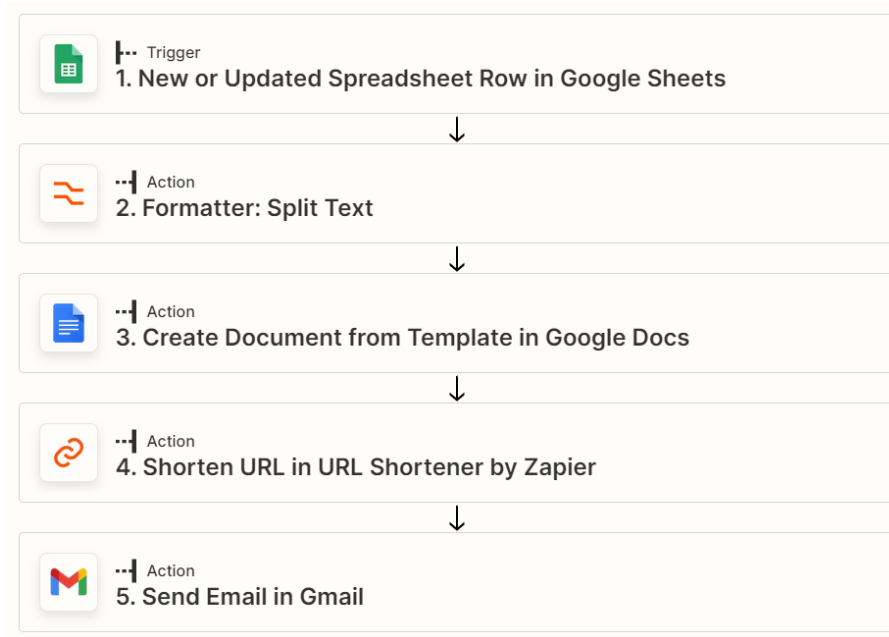 Trigger
1. New or Updated Spreadsheet Row in Google Sheets
Action
2. Formatter: Split Text
Action
3. Create Document from Template in Google Docs
Action
4. Shorten URL in URL Shortener by Zapier
Action
5. Send Email in Gmail